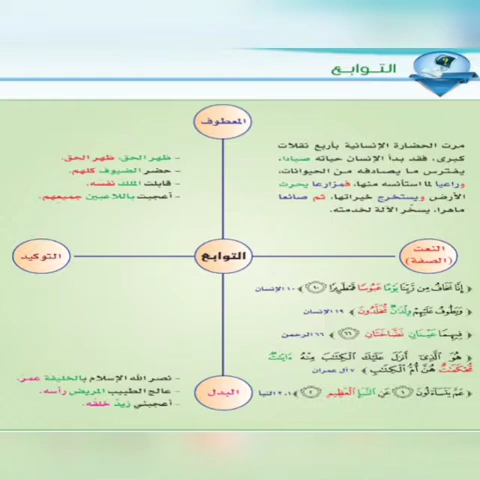 التـوابـع
المعطوف
مرت الحضارة الإنسانية بأربع نقلات
كبرى، فقد بدأ الإنسان حياته صيادا،
يفترس ما يصادفه من الحيوانات،
وراعيا لما استأنسه منها، فمزارعا يحرث
الأرض ويستخرج خيراتها، ثم صانعا
ماهرا، يسخّر الآلة لخدمته.
- ظهر الحق، ظهر الحق.
- حضر الضيوف كلهم.
- قابلت الملك نفسه.
- أعجبت باللاعبين جميعهم.
النعت
(الصفة)
التوابع
التوكيد
﴿ إِنَّا نَخَافُ مِن رَّبِّنَا يَوْمًا عَبُوسًا قَمْطَرِيرًا ﴾ ١٠ الإنسان
﴿ وَيَطُوفُ عَلَيْهِمْ وِلْدَانٌ مُّخَلَّدُونَ ﴾ ١٩ الإنسان
﴿ فِيهِمَا عَيْنَانِ نَضَّاخَتَانِ ٦٦ ﴾ ٦٦ الرحمن
﴿ هُوَ الَّذِي أَنزَلَ عَلَيْكَ الْكِتَابَ مِنْهُ آيَاتٌ
مُّحْكَمَاتٌ هُنَّ أُمُّ الْكِتَابِ ﴾ ٧ آل عمران
﴿ عَمَّ يَتَسَاءَلُونَ ١ عَنِ النَّبَإِ الْعَظِيمِ ٢ ﴾ ١، ٢ النبأ
البدل
- نصر الله الإسلام بالخليفة عمر.
- عالج الطبيب المريض رأسه.
- أعجبني زيد خلقه.